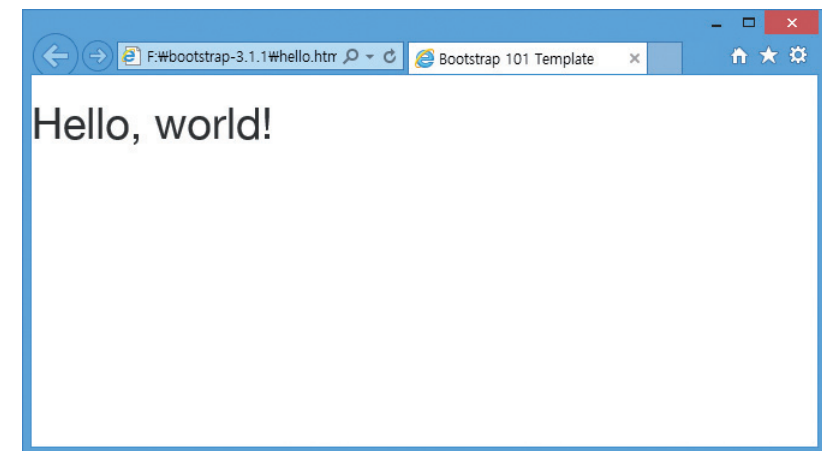 F:₩bootstrap-3.1.1₩hello.htm
Bootstrap 101 Template
Hello, world!